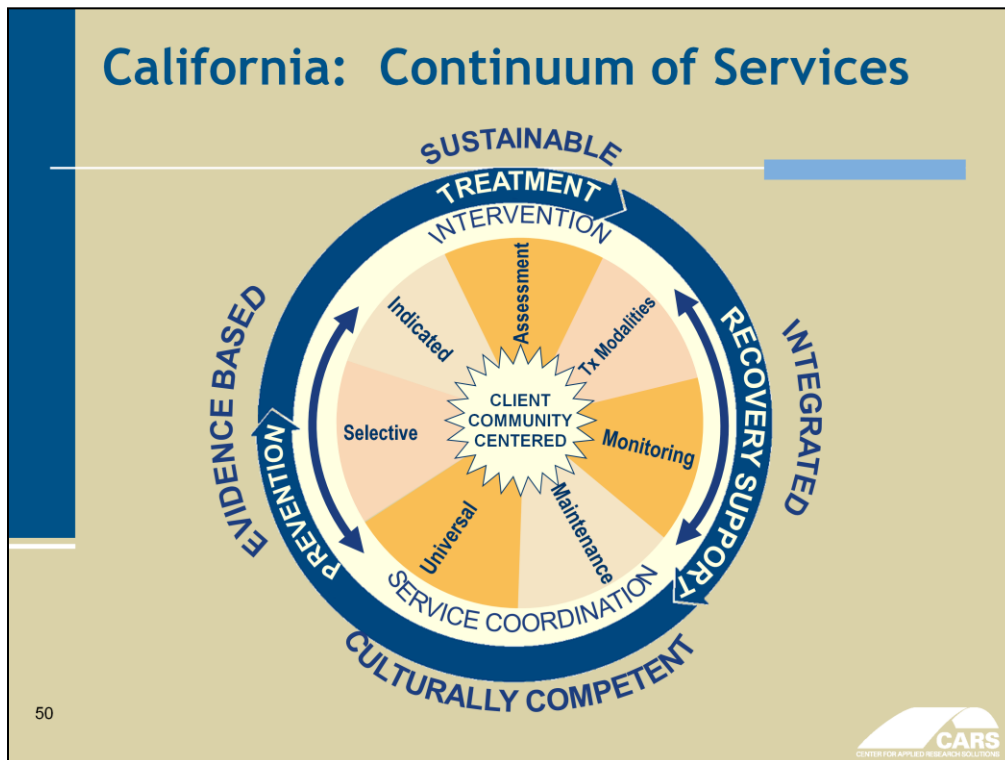 California: Continuum of Services
SUSTAINABLE
TREATMENT
INTERVENTION
EVIDENCE BASED
PREVENTION
INTEGRATED
RECOVERY SUPPORT
Assessment
Indicated
Tx Modalities
Selective
CLIENT
COMMUNITY
CENTERED
Monitoring
Universal
Maintenance
SERVICE COORDINATION
CULTURALLY COMPETENT
50
CARS
CENTER FOR APPLIED RESEARCH SOLUTIONS